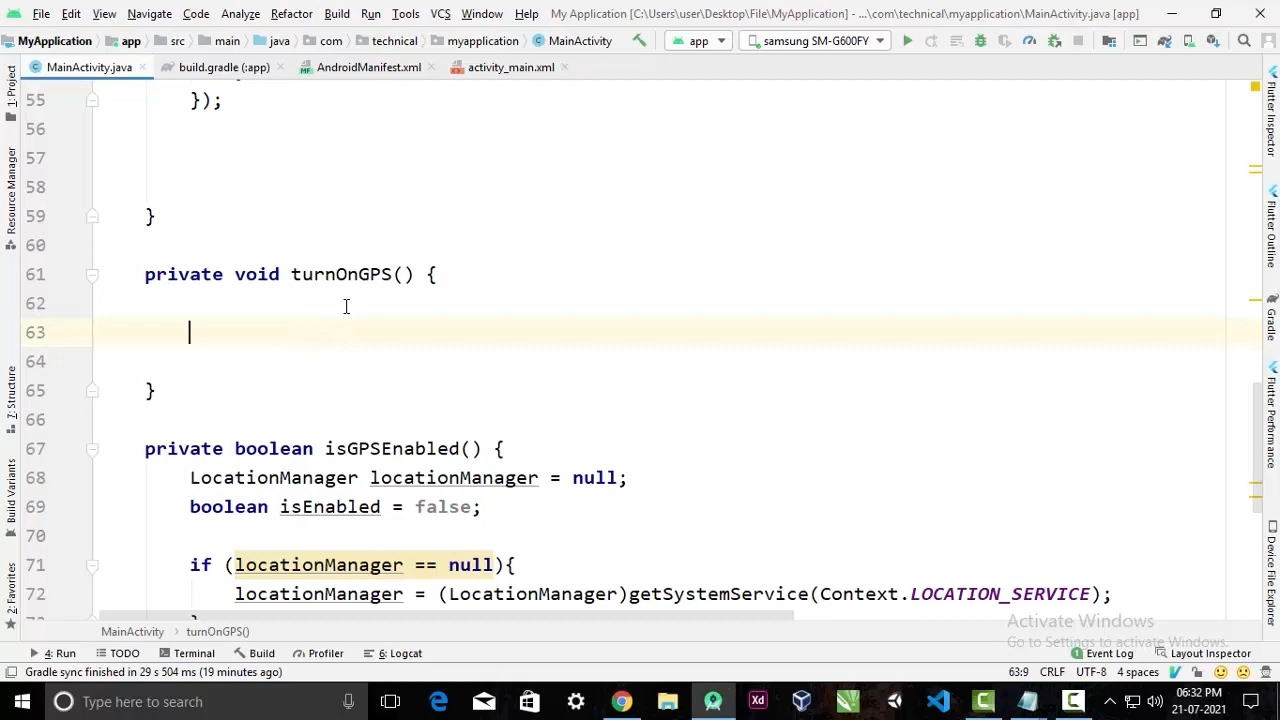 File Edit View Navigate Code Analyze Refactor Build Run Tools VCS Window Help My Application [C:\Users\user\Desktop\File\MyApplication] - ...\com\technical\myapplication\MainActivity.java [app]
MyApplication app src main java com technical myapplication MainActivity app samsung SM-G600FY
MainActivity.java build.gradle (:app) AndroidManifest.xml activity_main.xml
55 });
56
57
58
59 }
60
61 private void turnOnGPS() {
62
63
64
65 }
66
67 private boolean isGPSEnabled() {
68 LocationManager locationManager = null;
69 boolean isEnabled = false;
70
71 if (locationManager == null){
72 locationManager = (LocationManager)getSystemService(Context.LOCATION_SERVICE);
1: Project
Resource Manager
7: Structure
Build Variants
2: Favorites
Flutter Inspector
Flutter Outline
Gradle
Flutter Performance
Device File Explorer
MainActivity turnOnGPS()
Activate Windows
Go to Settings to activate Windows.
4: Run TODO Terminal Build Profiler 6: Logcat Event Log Layout Inspector
Gradle sync finished in 29 s 504 ms (19 minutes ago) 63:9 CRLF UTF-8 4 spaces
Type here to search
06:32 PM
21-07-2021